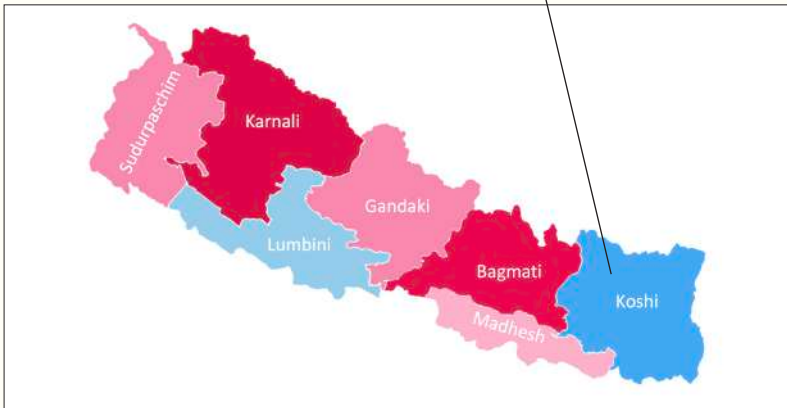 Sudurpaschim
Karnali
Gandaki
Lumbini
Bagmati
Koshi
Madhesh